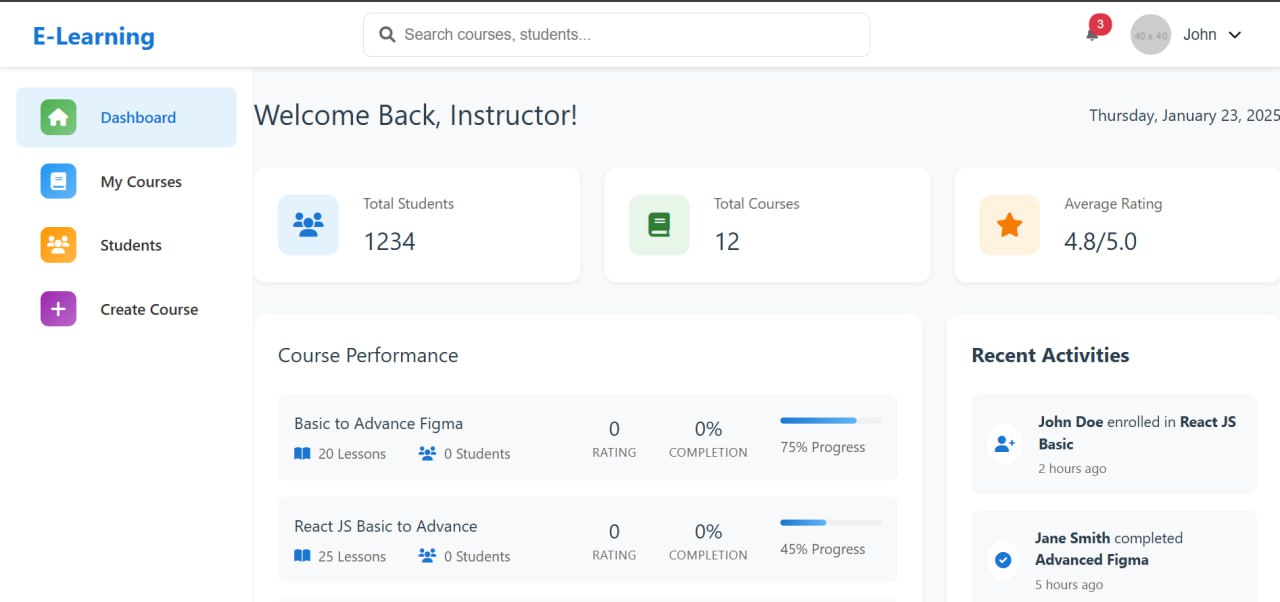 E-Learning
Search courses, students...
3
40 x 40
John
Dashboard
My Courses
Students
Create Course
Welcome Back, Instructor!
Thursday, January 23, 2025
Total Students
1234
Total Courses
12
Average Rating
4.8/5.0
Course Performance
Basic to Advance Figma
20 Lessons
0 Students
0
RATING
0%
COMPLETION
75% Progress
React JS Basic to Advance
25 Lessons
0 Students
0
RATING
0%
COMPLETION
45% Progress
Recent Activities
John Doe enrolled in React JS
Basic
2 hours ago
Jane Smith completed
Advanced Figma
5 hours ago